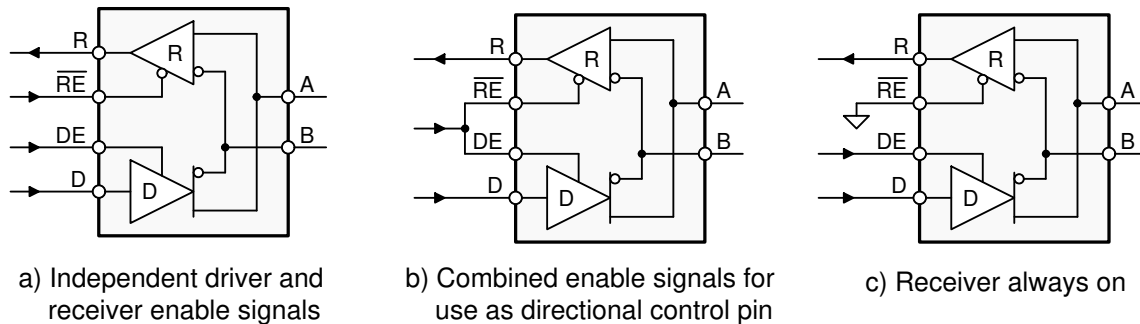 R
R
RE
A
DE
B
D
D
a) Independent driver and
receiver enable signals
R
R
RE
A
DE
B
D
D
b) Combined enable signals for
use as directional control pin
R
R
RE
A
DE
B
D
D
c) Receiver always on